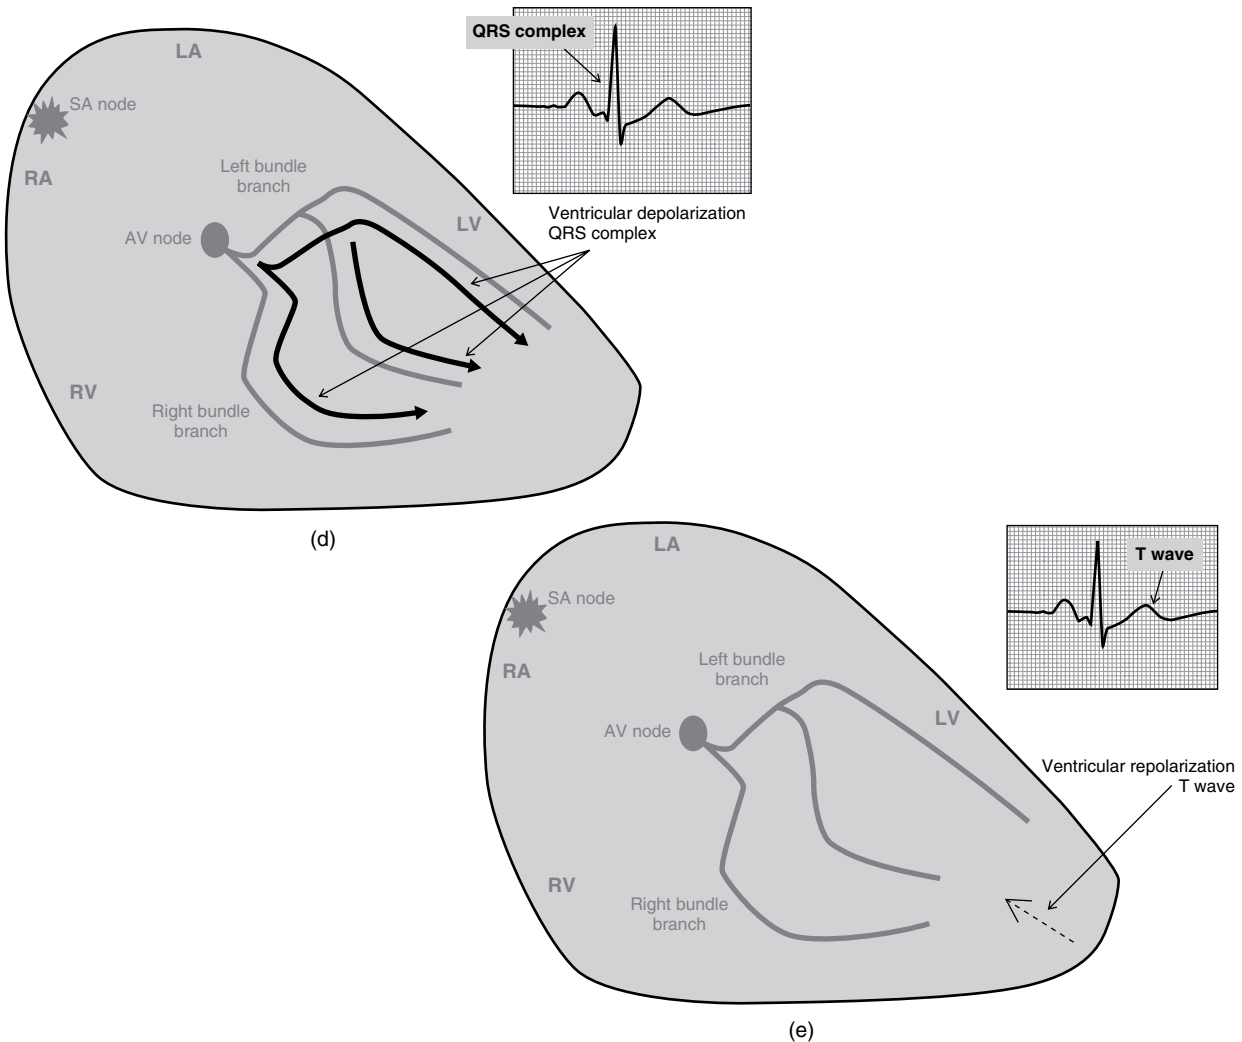 LA
QRS complex
SA node
RA
Left bundle
branch
AV node
LV
Ventricular depolarization
QRS complex
RV
Right bundle
branch
(d)
LA
T wave
SA node
RA
Left bundle
branch
AV node
LV
Ventricular repolarization
T wave
RV
Right bundle
branch
(e)